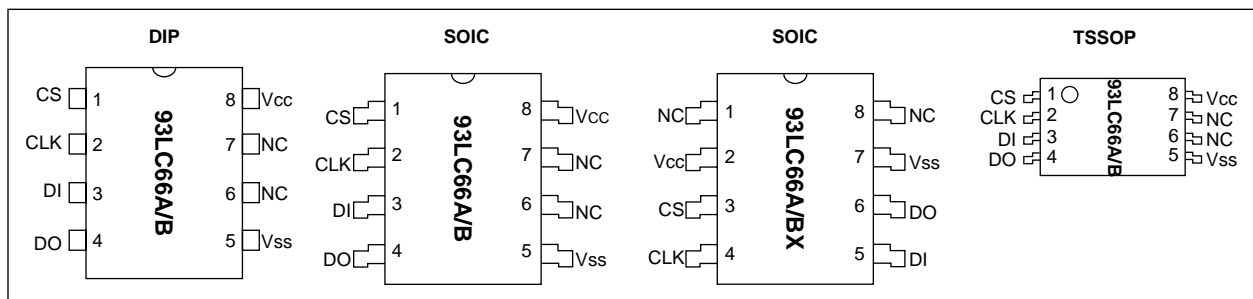 DIP
CS 1 8 Vcc
CLK 2 7 NC
DI 3 6 NC
DO 4 5 Vss
93LC66A/B
SOIC
CS 1 8 Vcc
CLK 2 7 NC
DI 3 6 NC
DO 4 5 Vss
93LC66A/B
SOIC
NC 1 8 NC
Vcc 2 7 Vss
CS 3 6 DO
CLK 4 5 DI
93LC66A/BX
TSSOP
CS 1 8 Vcc
CLK 2 7 NC
DI 3 6 NC
DO 4 5 Vss
93LC66A/B